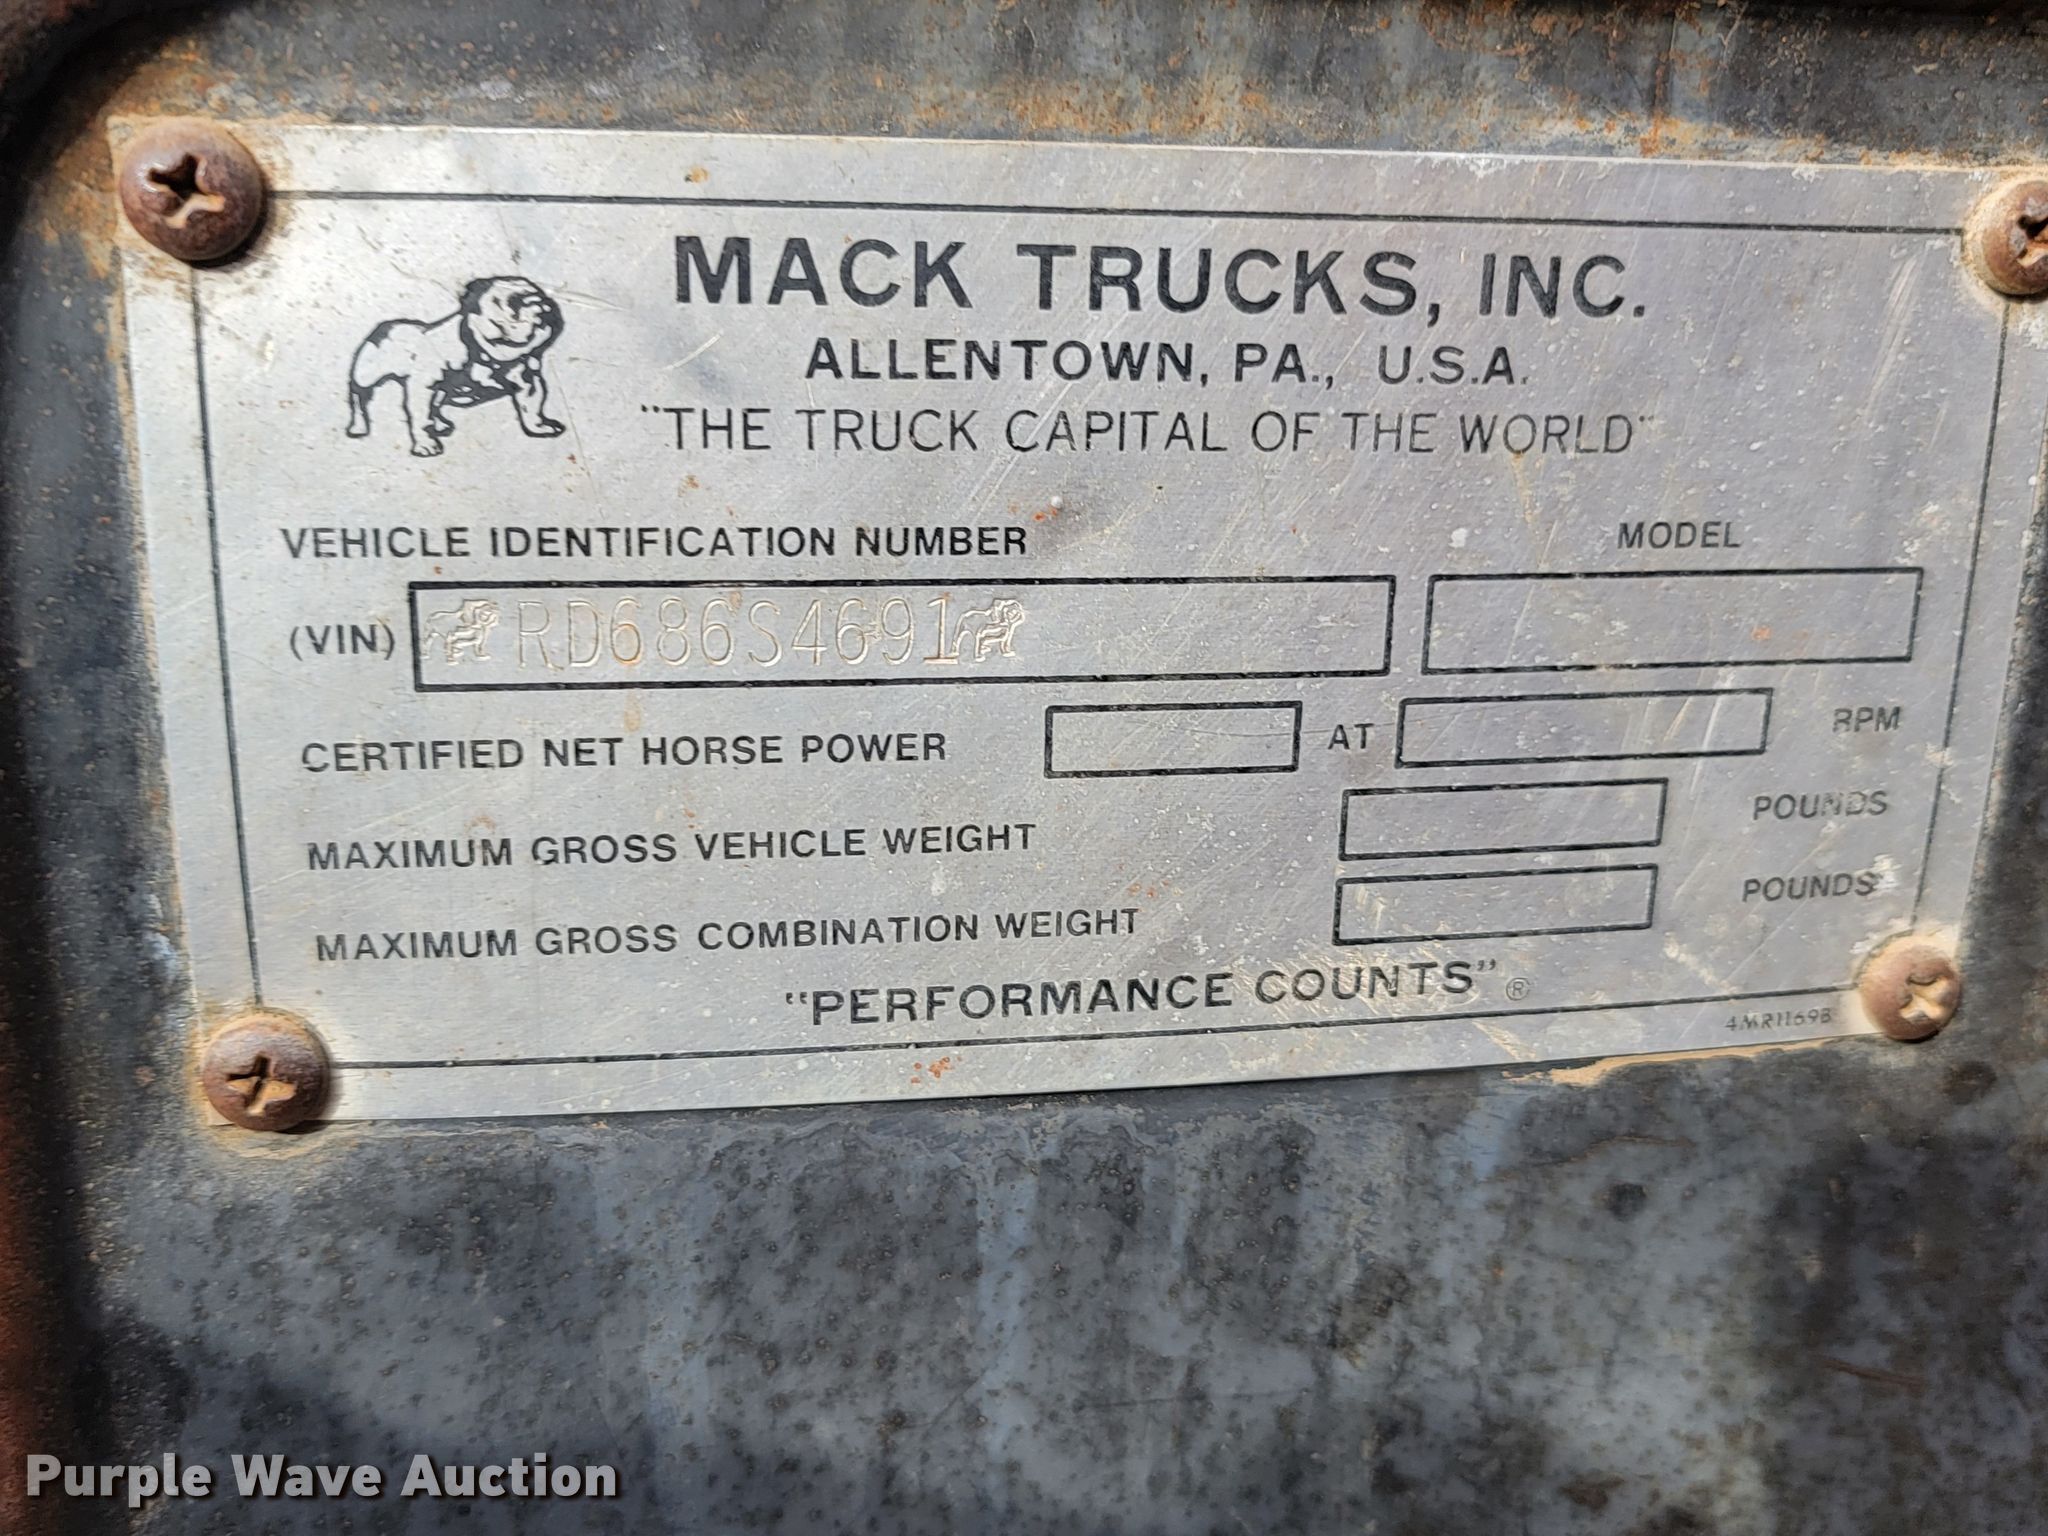 MACK TRUCKS, INC.
ALLENTOWN, PA., U.S.A.
"THE TRUCK CAPITAL OF THE WORLD"
VEHICLE IDENTIFICATION NUMBER MODEL
(VIN) RD686S4691
CERTIFIED NET HORSE POWER AT RPM
MAXIMUM GROSS VEHICLE WEIGHT POUNDS
MAXIMUM GROSS COMBINATION WEIGHT POUNDS
"PERFORMANCE COUNTS" ®
4MR1169B
Purple Wave Auction